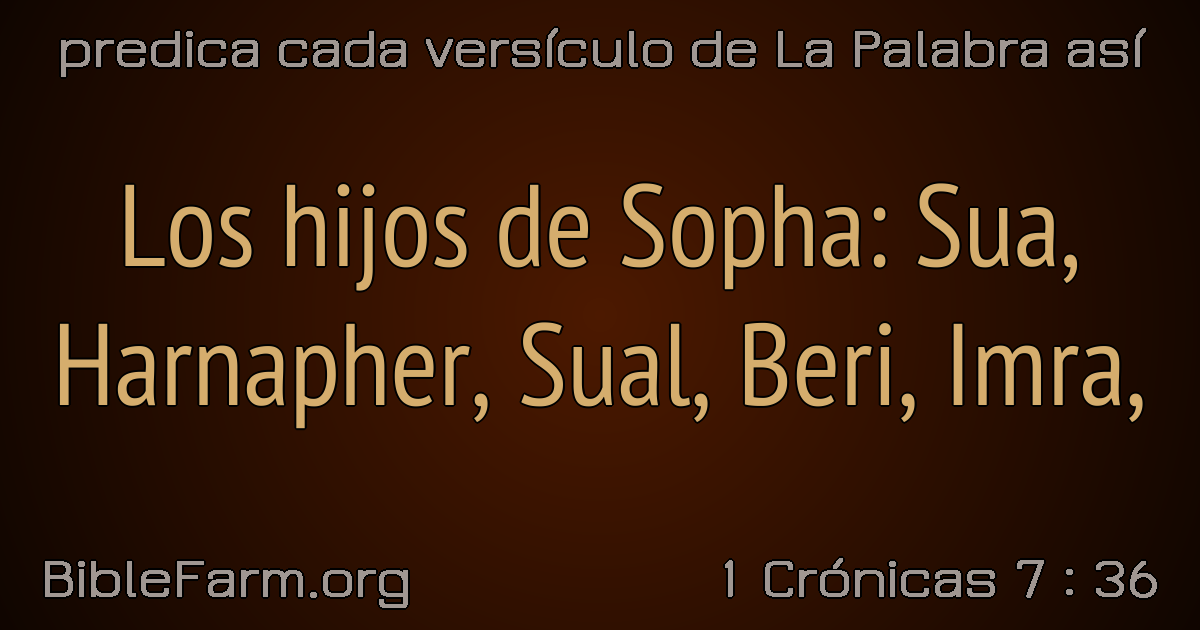 predica cada versículo de La Palabra así
Los hijos de Sopha: Sua,
Harnapher, Sual, Beri, Imra,
BibleFarm.org
1 Crónicas 7 : 36